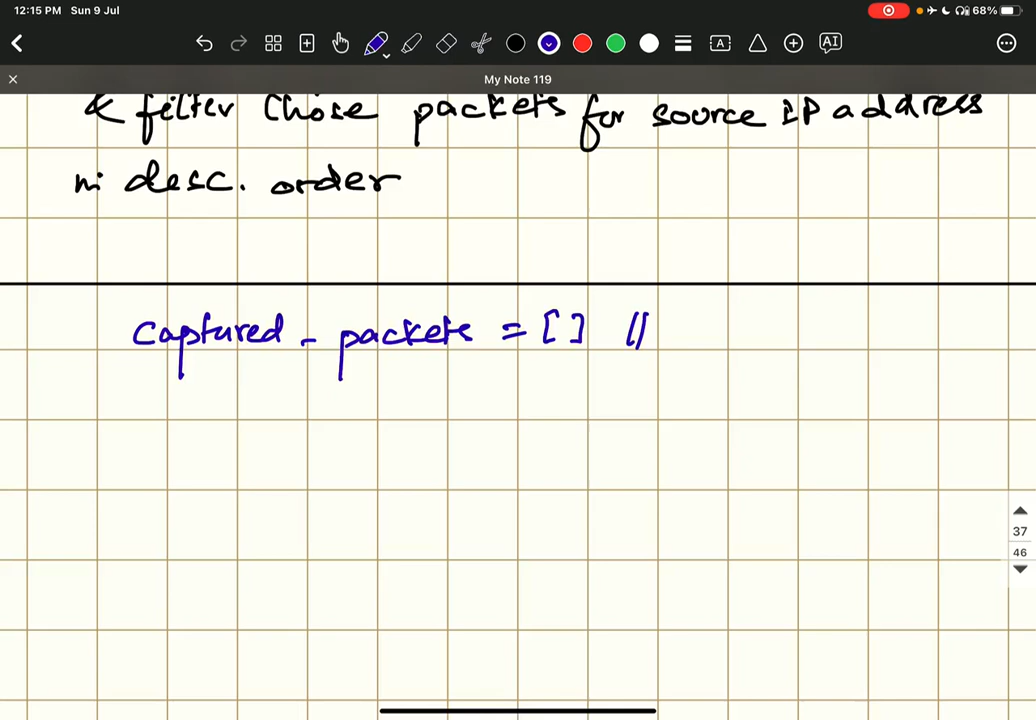 12:15 PM Sun 9 Jul
68%
A
AI
My Note 119
& filter those packets for source IP address
in desc. order
captured_packets = [] //
37
46